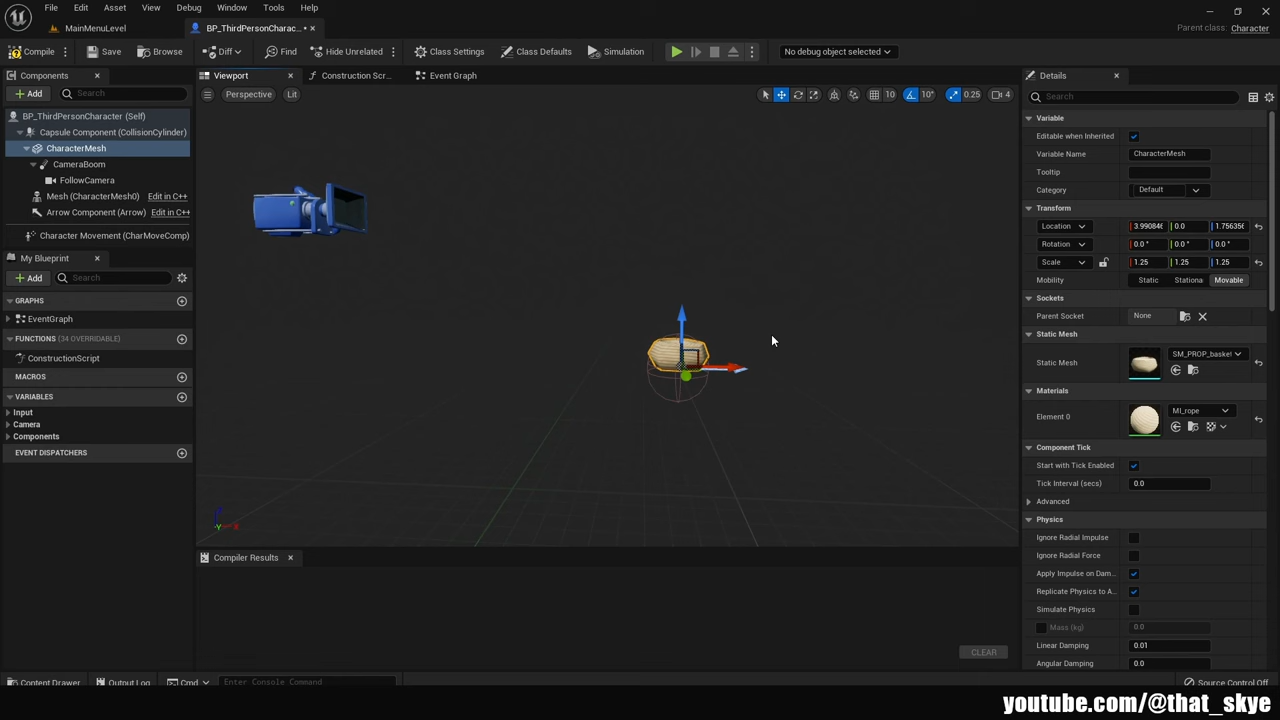 File Edit Asset View Debug Window Tools Help
MainMenuLevel BP_ThirdPersonCharac...
Parent class: Character
Compile Save Browse Diff Find Hide Unrelated Class Settings Class Defaults Simulation No debug object selected
Components
Add Search
BP_ThirdPersonCharacter (Self)
Capsule Component (CollisionCylinder)
CharacterMesh
CameraBoom
FollowCamera
Mesh (CharacterMesh0) Edit in C++
Arrow Component (Arrow) Edit in C++
Character Movement (CharMoveComp)
My Blueprint
Add Search
GRAPHS
EventGraph
FUNCTIONS (34 OVERRIDABLE)
ConstructionScript
MACROS
VARIABLES
Input
Camera
Components
EVENT DISPATCHERS
Viewport Construction Scr... Event Graph
Perspective Lit 10 10° 0.25 4
Compiler Results
CLEAR
Details
Search
Variable
Editable when Inherited
Variable Name CharacterMesh
Tooltip
Category Default
Transform
Location 3.990846 0.0 1.756356
Rotation 0.0 ° 0.0 ° 0.0 °
Scale 1.25 1.25 1.25
Mobility Static Stationa Movable
Sockets
Parent Socket None
Static Mesh
Static Mesh SM_PROP_basket
Materials
Element 0 MI_rope
Component Tick
Start with Tick Enabled
Tick Interval (secs) 0.0
Advanced
Physics
Ignore Radial Impulse
Ignore Radial Force
Apply Impulse on Dam...
Replicate Physics to A...
Simulate Physics
Mass (kg) 0.0
Linear Damping 0.01
Angular Damping 0.0
Content Drawer Output Log Cmd Enter Console Command Source Control Off
youtube.com/@that_skye